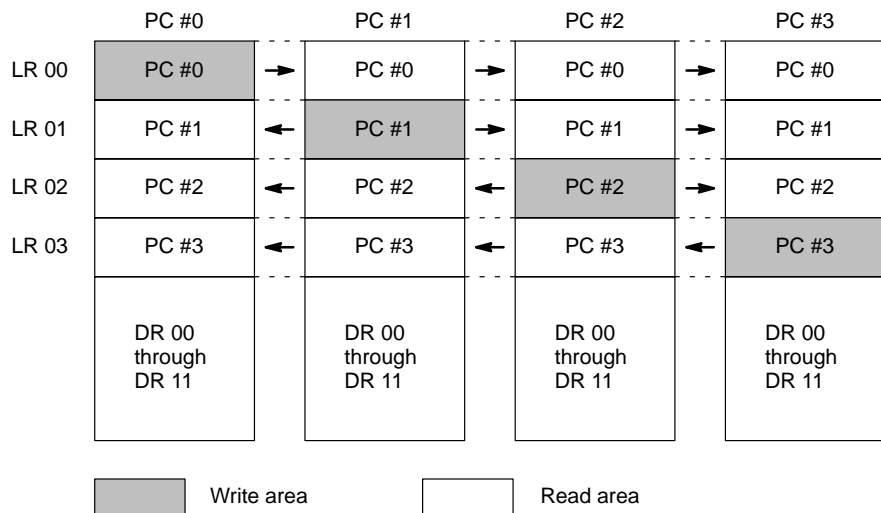 PC #0 PC #1 PC #2 PC #3
LR 00 PC #0 PC #0 PC #0 PC #0
LR 01 PC #1 PC #1 PC #1 PC #1
LR 02 PC #2 PC #2 PC #2 PC #2
LR 03 PC #3 PC #3 PC #3 PC #3
DR 00 DR 00 DR 00 DR 00
through through through through
DR 11 DR 11 DR 11 DR 11
Write area Read area